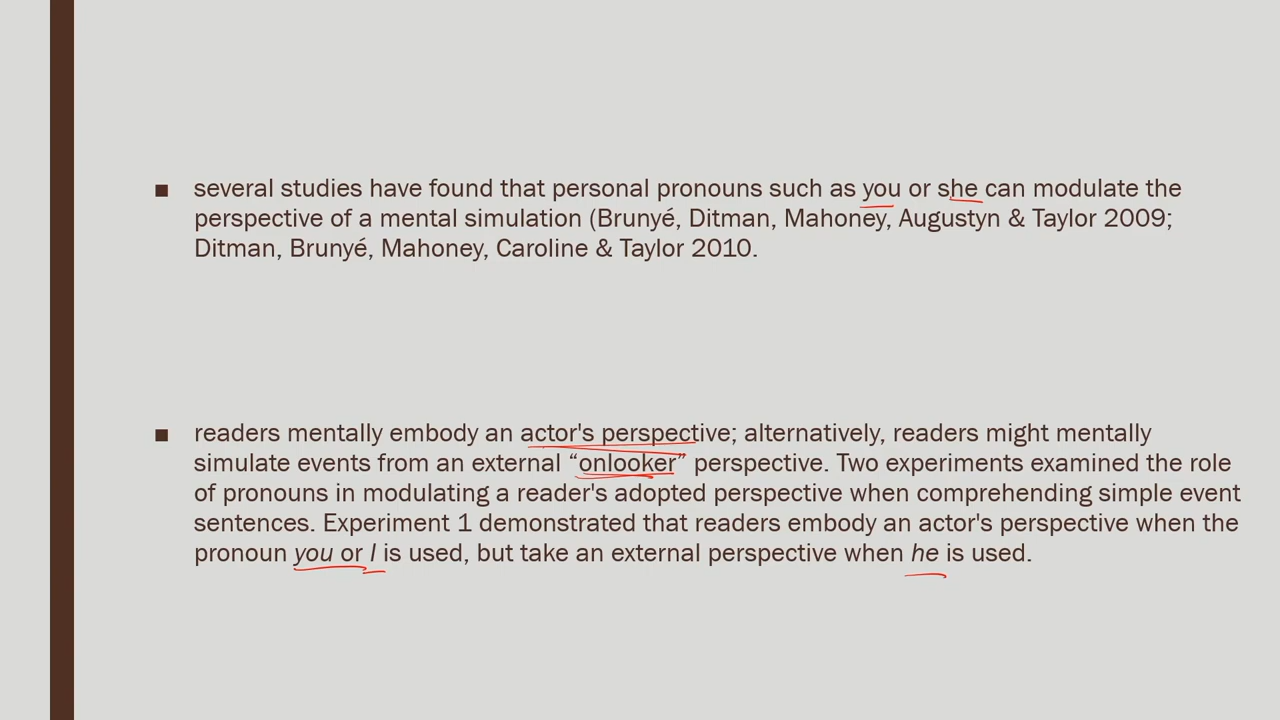 ▪ several studies have found that personal pronouns such as you or she can modulate the
perspective of a mental simulation (Brunyé, Ditman, Mahoney, Augustyn & Taylor 2009;
Ditman, Brunyé, Mahoney, Caroline & Taylor 2010.
▪ readers mentally embody an actor's perspective; alternatively, readers might mentally
simulate events from an external “onlooker” perspective. Two experiments examined the role
of pronouns in modulating a reader's adopted perspective when comprehending simple event
sentences. Experiment 1 demonstrated that readers embody an actor's perspective when the
pronoun you or I is used, but take an external perspective when he is used.